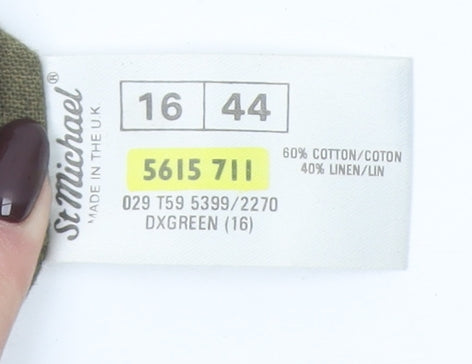 St Michael®
MADE IN THE U.K
16 44
5615 711
029 T59 5399/2270
DXGREEN (16)
60% COTTON/COTON
40% LINEN/LIN